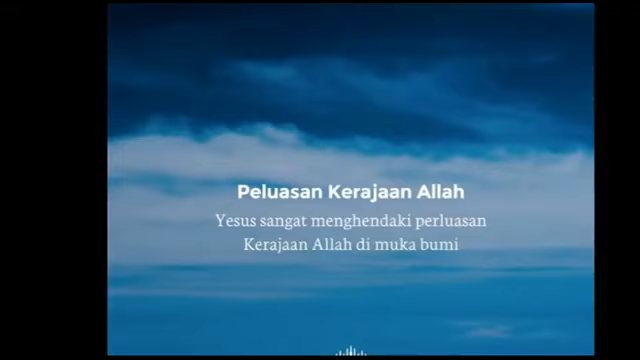 Peluasan Kerajaan Allah
Yesus sangat menghendaki perluasan
Kerajaan Allah di muka bumi